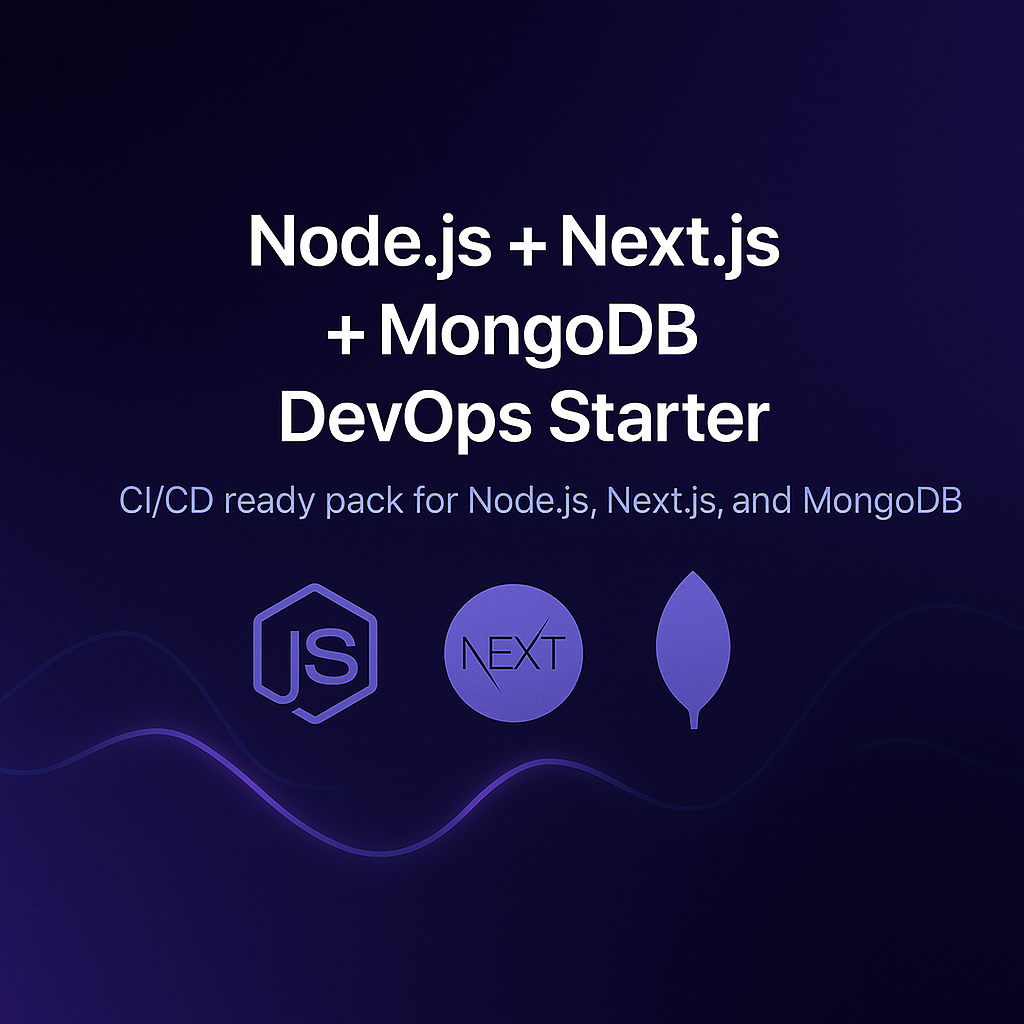 Node.js + Next.js
+ MongoDB
DevOps Starter
CI/CD ready pack for Node.js, Next.js, and MongoDB
JS NEXT